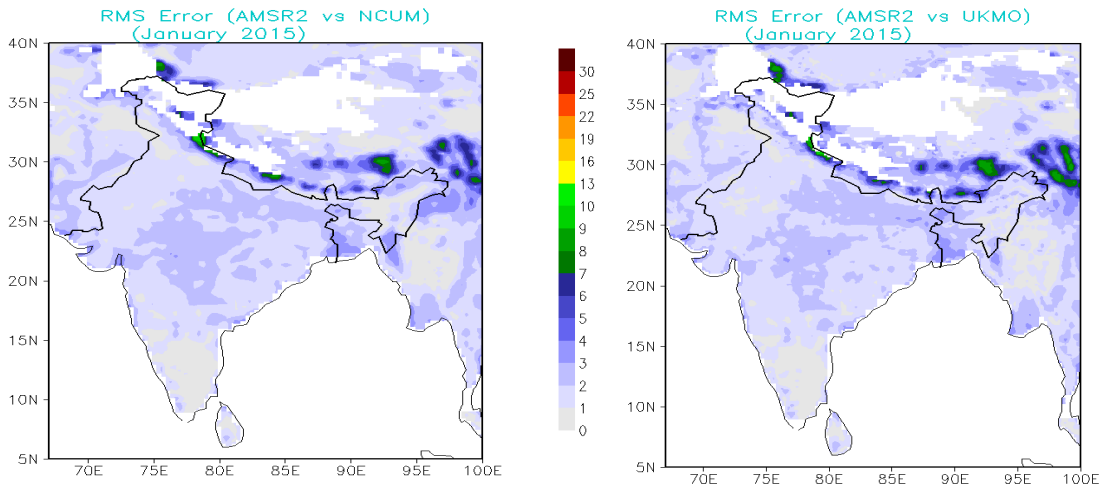 RMS Error (AMSR2 vs NCUM)
(January 2015)
40N
35N
30N
25N
20N
15N
10N
5N
70E 75E 80E 85E 90E 95E 100E
30
25
22
19
16
13
10
9
8
7
6
5
4
3
2
1
0
RMS Error (AMSR2 vs UKMO)
(January 2015)
40N
35N
30N
25N
20N
15N
10N
5N
70E 75E 80E 85E 90E 95E 100E